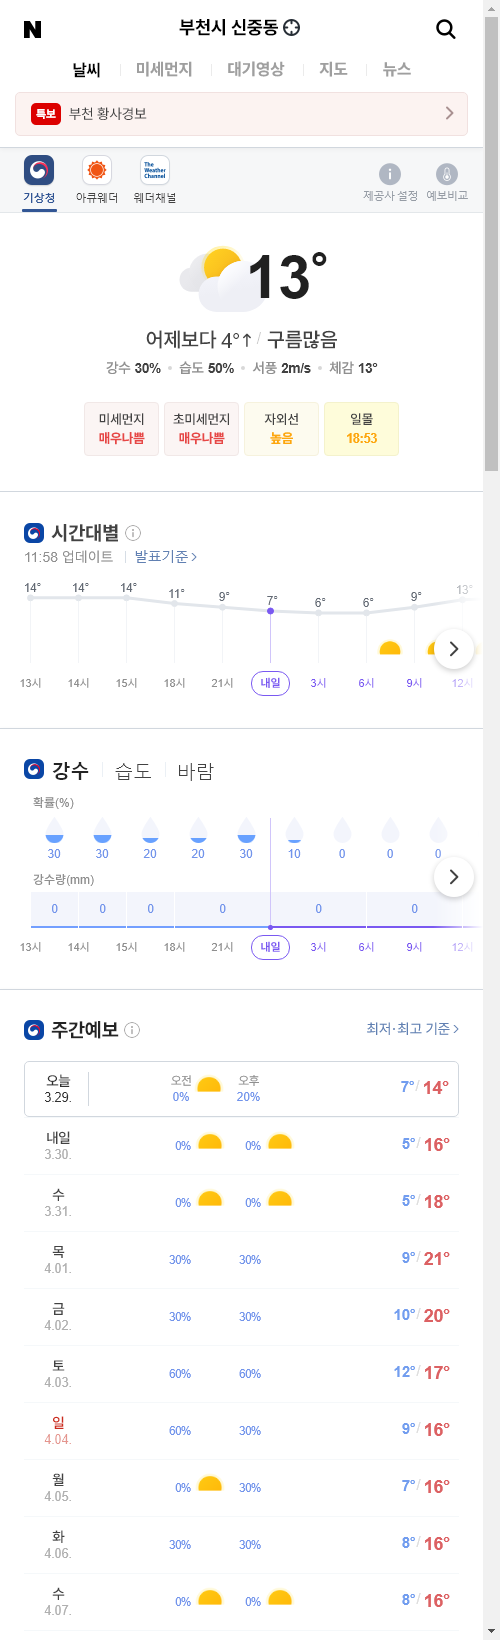 N 부천시 신중동
날씨 미세먼지 대기영상 지도 뉴스
특보 부천 황사경보
The Weather Channel
기상청 아큐웨더 웨더채널 제공사 설정 예보비교
13°
어제보다 4°↑ / 구름많음
강수 30% • 습도 50% • 서풍 2m/s • 체감 13°
미세먼지 초미세먼지 자외선 일몰
매우나쁨 매우나쁨 높음 18:53
시간대별
11:58 업데이트 발표기준 >
14° 14° 14° 11° 9° 7° 6° 6° 9° 13°
13시 14시 15시 18시 21시 내일 3시 6시 9시 12시
강수 습도 바람
확률(%)
30 30 20 20 30 10 0 0 0
강수량(mm)
0 0 0 0 0 0
13시 14시 15시 18시 21시 내일 3시 6시 9시 12시
주간예보 최저·최고 기준 >
오늘 오전 오후
3.29. 0% 20% 7° / 14°
내일
3.30. 0% 0% 5° / 16°
수
3.31. 0% 0% 5° / 18°
목
4.01. 30% 30% 9° / 21°
금
4.02. 30% 30% 10° / 20°
토
4.03. 60% 60% 12° / 17°
일
4.04. 60% 30% 9° / 16°
월
4.05. 0% 30% 7° / 16°
화
4.06. 30% 30% 8° / 16°
수
4.07. 0% 0% 8° / 16°